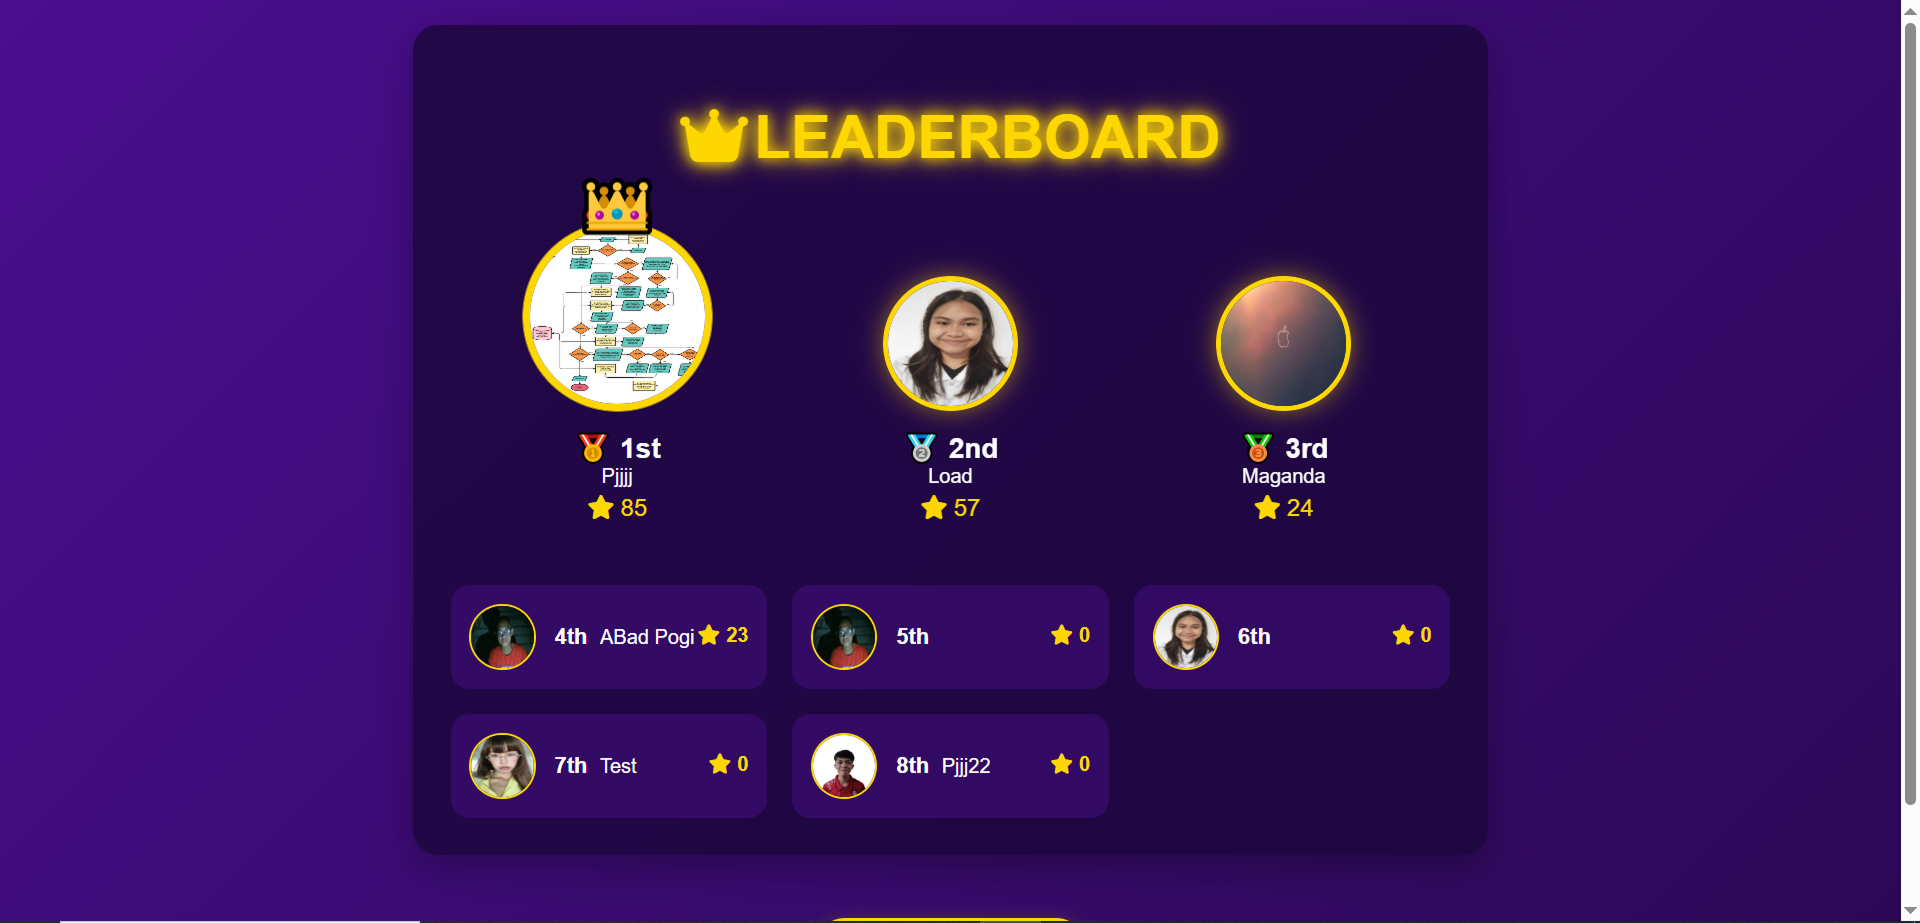 LEADERBOARD
1st
Pjjjj
85
2nd
Load
57
3rd
Maganda
24
4th ABad Pogi 23
5th 0
6th 0
7th Test 0
8th Pjjj22 0